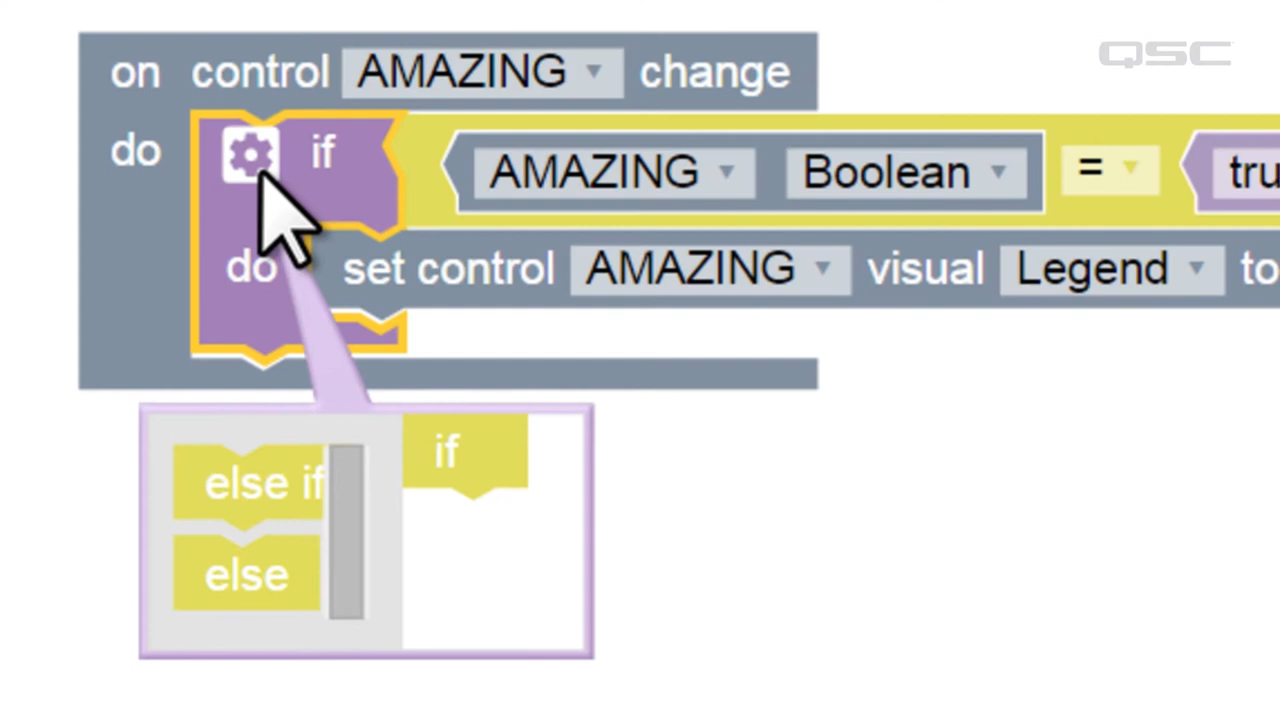 QSC
on control AMAZING change
do if AMAZING Boolean =
do set control AMAZING visual Legend to
else if if
else